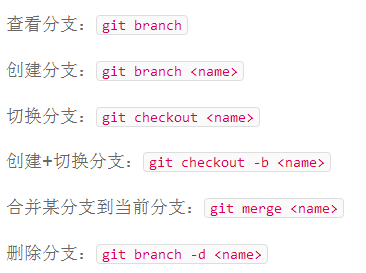 查看分支：git branch
创建分支：git branch <name>
切换分支：git checkout <name>
创建+切换分支：git checkout -b <name>
合并某分支到当前分支：git merge <name>
删除分支：git branch -d <name>